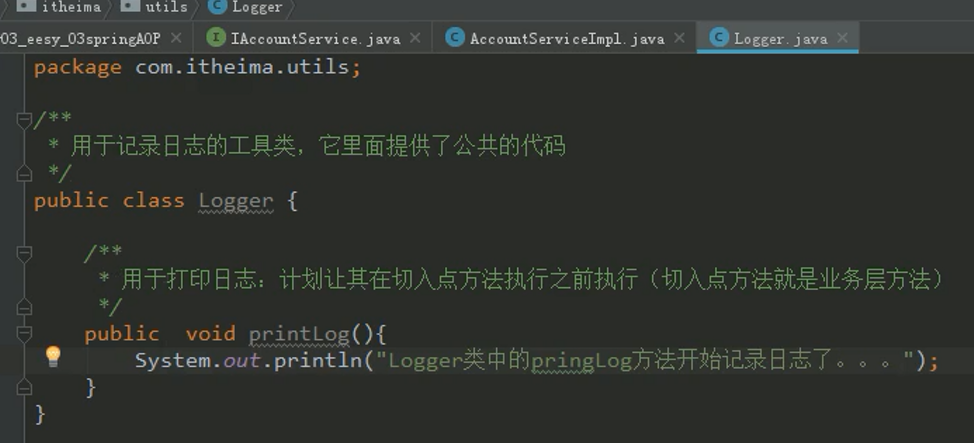 itheima utils Logger
03_eesy_03springAOP IAccountService.java AccountServiceImpl.java Logger.java
package com.itheima.utils;
/**
* 用于记录日志的工具类，它里面提供了公共的代码
*/
public class Logger {
/**
* 用于打印日志：计划让其在切入点方法执行之前执行（切入点方法就是业务层方法）
*/
public  void printLog(){
System.out.println("Logger类中的pringLog方法开始记录日志了。。。");
}
}